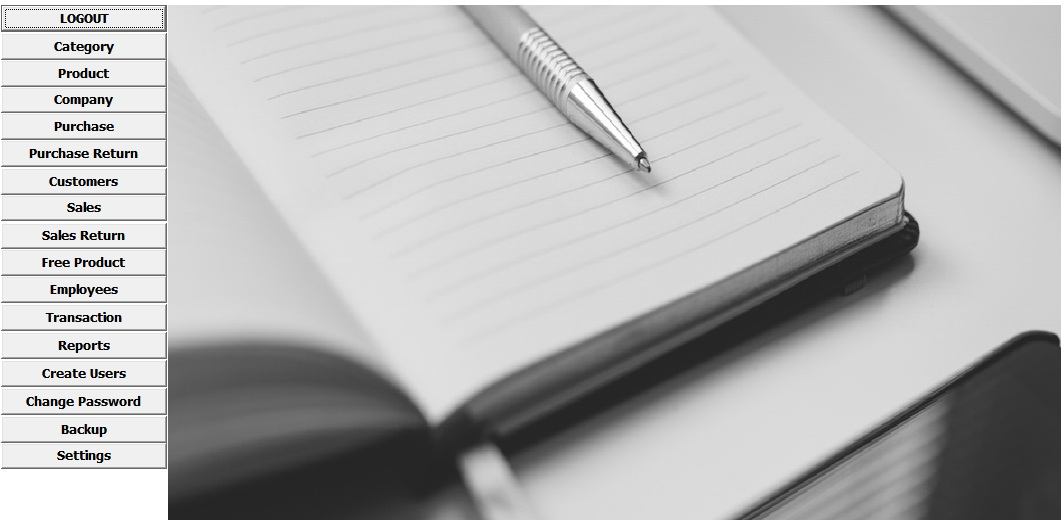 LOGOUT
Category
Product
Company
Purchase
Purchase Return
Customers
Sales
Sales Return
Free Product
Employees
Transaction
Reports
Create Users
Change Password
Backup
Settings